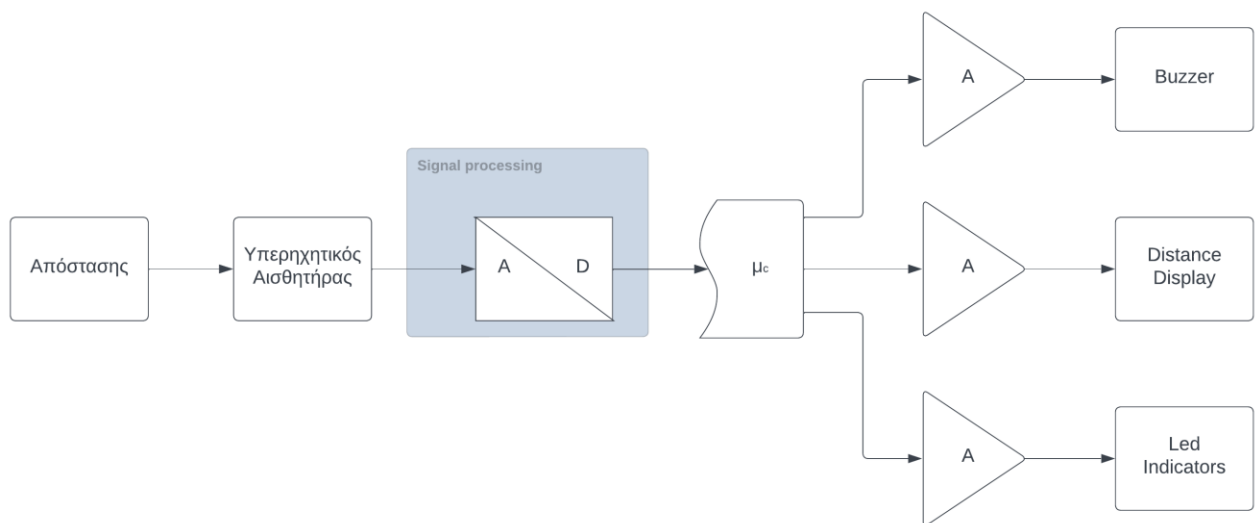 A
Buzzer
Signal processing
Απόστασης
Υπερηχητικός
Αισθητήρας
A
D
μc
A
Distance
Display
A
Led
Indicators